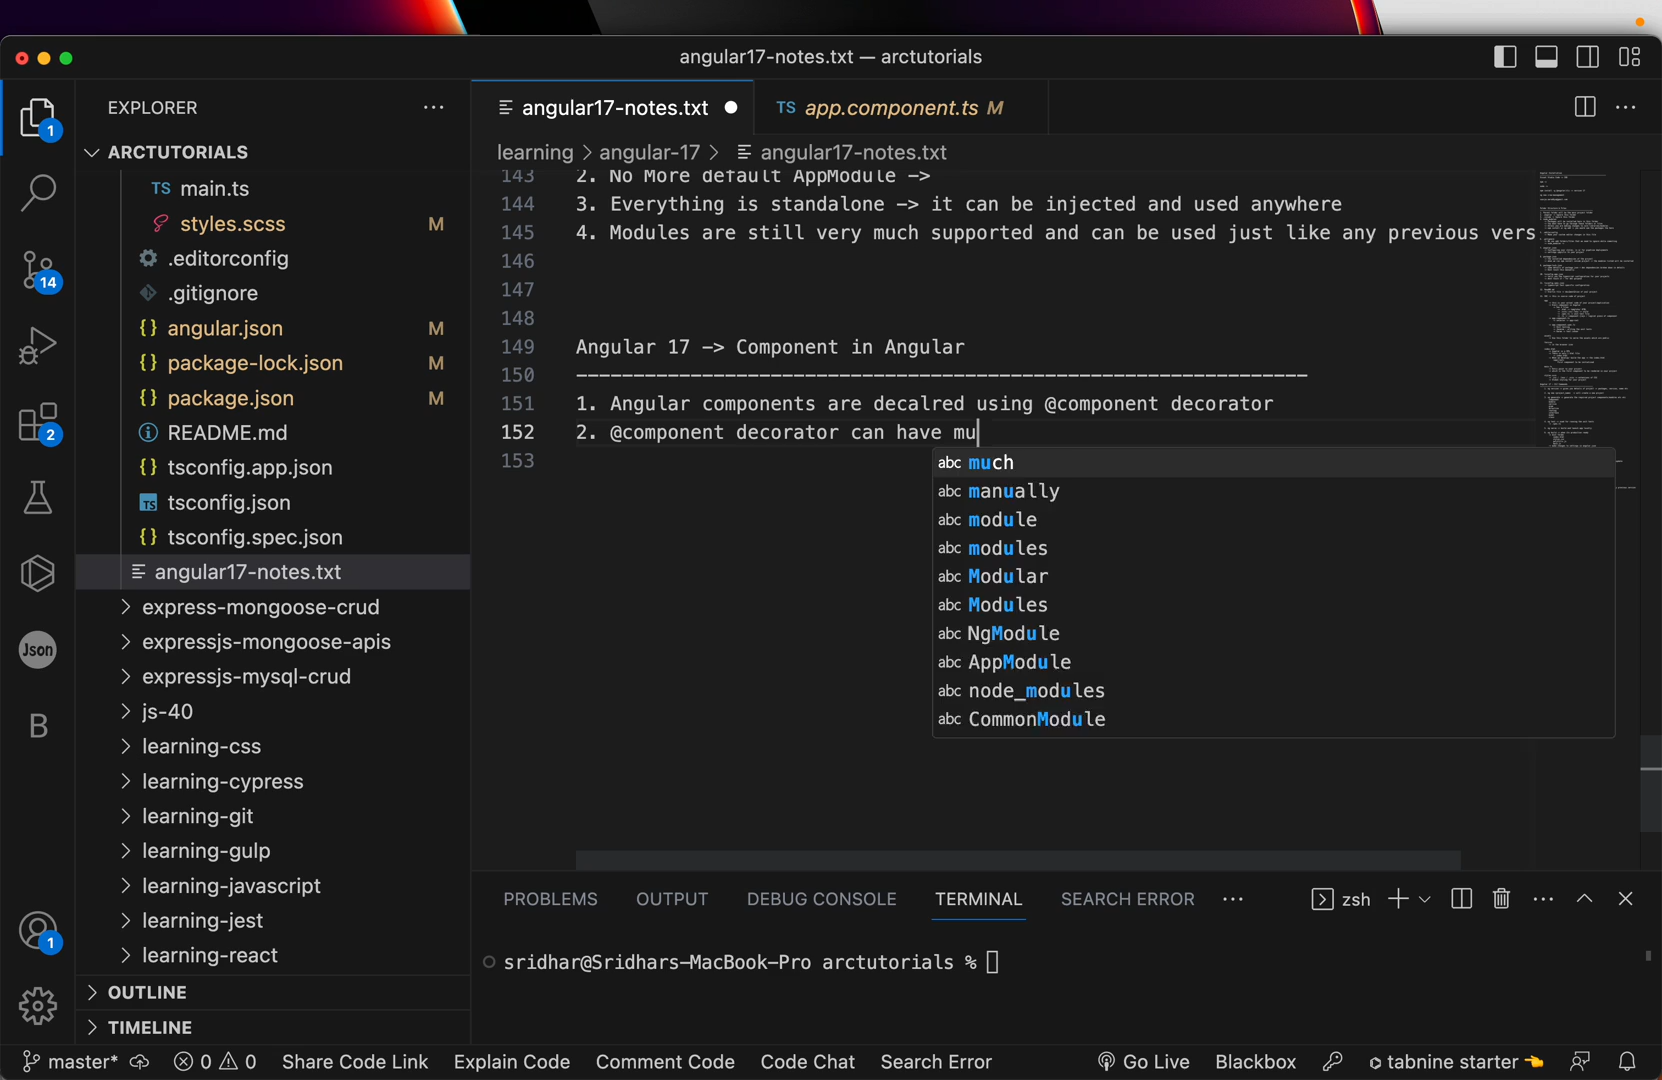 angular17-notes.txt — arctutorials
EXPLORER
angular17-notes.txt
TS app.component.ts M
1
ARCTUTORIALS
learning > angular-17 > angular17-notes.txt
TS main.ts
styles.scss M
.editorconfig
.gitignore
{} angular.json M
{} package-lock.json M
{} package.json M
README.md
{} tsconfig.app.json
TS tsconfig.json
{} tsconfig.spec.json
angular17-notes.txt
express-mongoose-crud
expressjs-mongoose-apis
expressjs-mysql-crud
js-40
learning-css
learning-cypress
learning-git
learning-gulp
learning-javascript
learning-jest
learning-react
OUTLINE
TIMELINE
14
2
Json
B
1
143 2. No More default AppModule ->
144 3. Everything is standalone -> it can be injected and used anywhere
145 4. Modules are still very much supported and can be used just like any previous vers
146
147
148
149 Angular 17 -> Component in Angular
150 ----------------------------------------------------------------
151 1. Angular components are decalred using @component decorator
152 2. @component decorator can have mu
153
abc much
abc manually
abc module
abc modules
abc Modular
abc Modules
abc NgModule
abc AppModule
abc node_modules
abc CommonModule
PROBLEMS OUTPUT DEBUG CONSOLE TERMINAL SEARCH ERROR
zsh
sridhar@Sridhars-MacBook-Pro arctutorials %
master* 0 0 Share Code Link Explain Code Comment Code Code Chat Search Error Go Live Blackbox tabnine starter